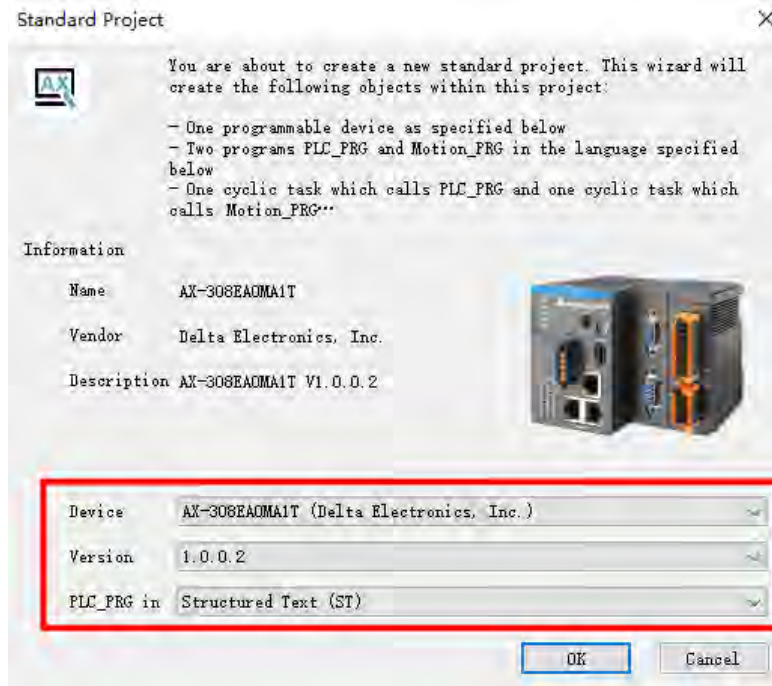 Standard Project
AX
You are about to create a new standard project. This wizard will
create the following objects within this project:
- One programmable device as specified below
- Two programs PLC_PRG and Motion_PRG in the language specified
below
- One cyclic task which calls PLC_PRG and one cyclic task which
calls Motion_PRG…
Information
Name AX-308EA0MA1T
Vendor Delta Electronics, Inc.
Description AX-308EA0MA1T V1.0.0.2
Device AX-308EA0MA1T (Delta Electronics, Inc.)
Version 1.0.0.2
PLC_PRG in Structured Text (ST)
OK Cancel